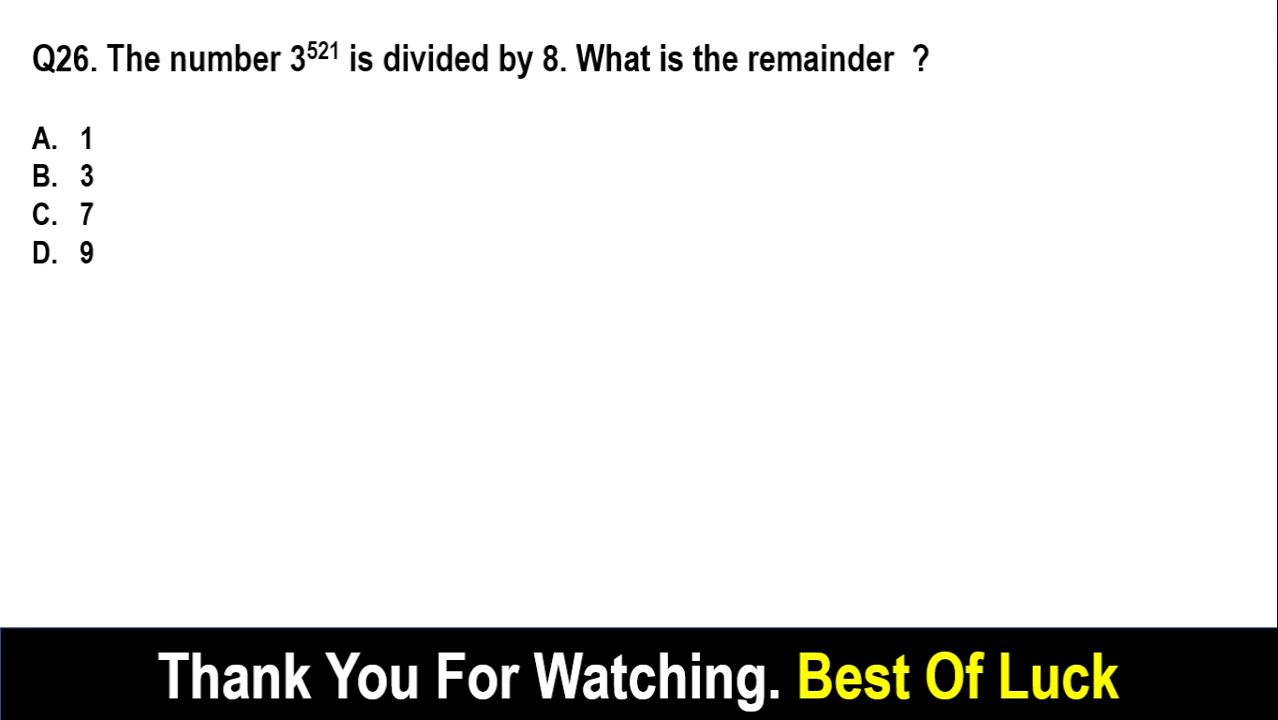 Q26. The number 3⁵²¹ is divided by 8. What is the remainder ?
A. 1
B. 3
C. 7
D. 9
Thank You For Watching. Best Of Luck